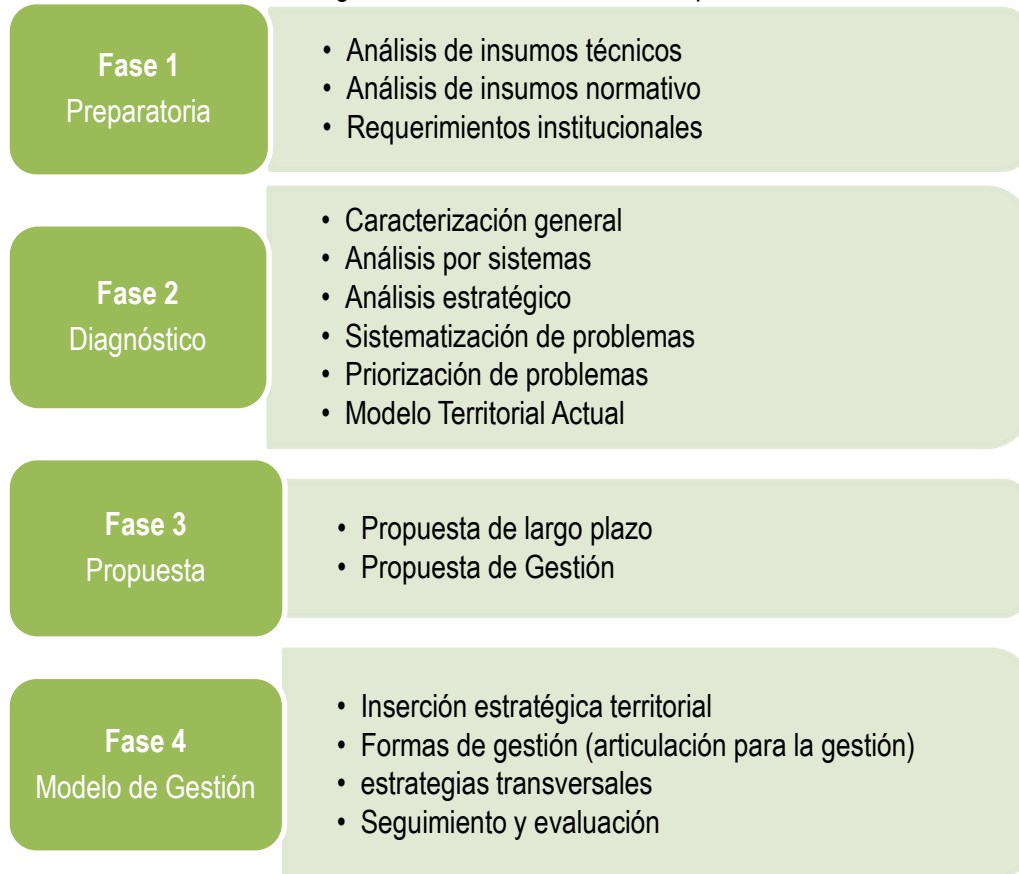 Fase 1
Preparatoria
• Análisis de insumos técnicos
• Análisis de insumos normativo
• Requerimientos institucionales
Fase 2
Diagnóstico
• Caracterización general
• Análisis por sistemas
• Análisis estratégico
• Sistematización de problemas
• Priorización de problemas
• Modelo Territorial Actual
Fase 3
Propuesta
• Propuesta de largo plazo
• Propuesta de Gestión
Fase 4
Modelo de Gestión
• Inserción estratégica territorial
• Formas de gestión (articulación para la gestión)
• estrategias transversales
• Seguimiento y evaluación